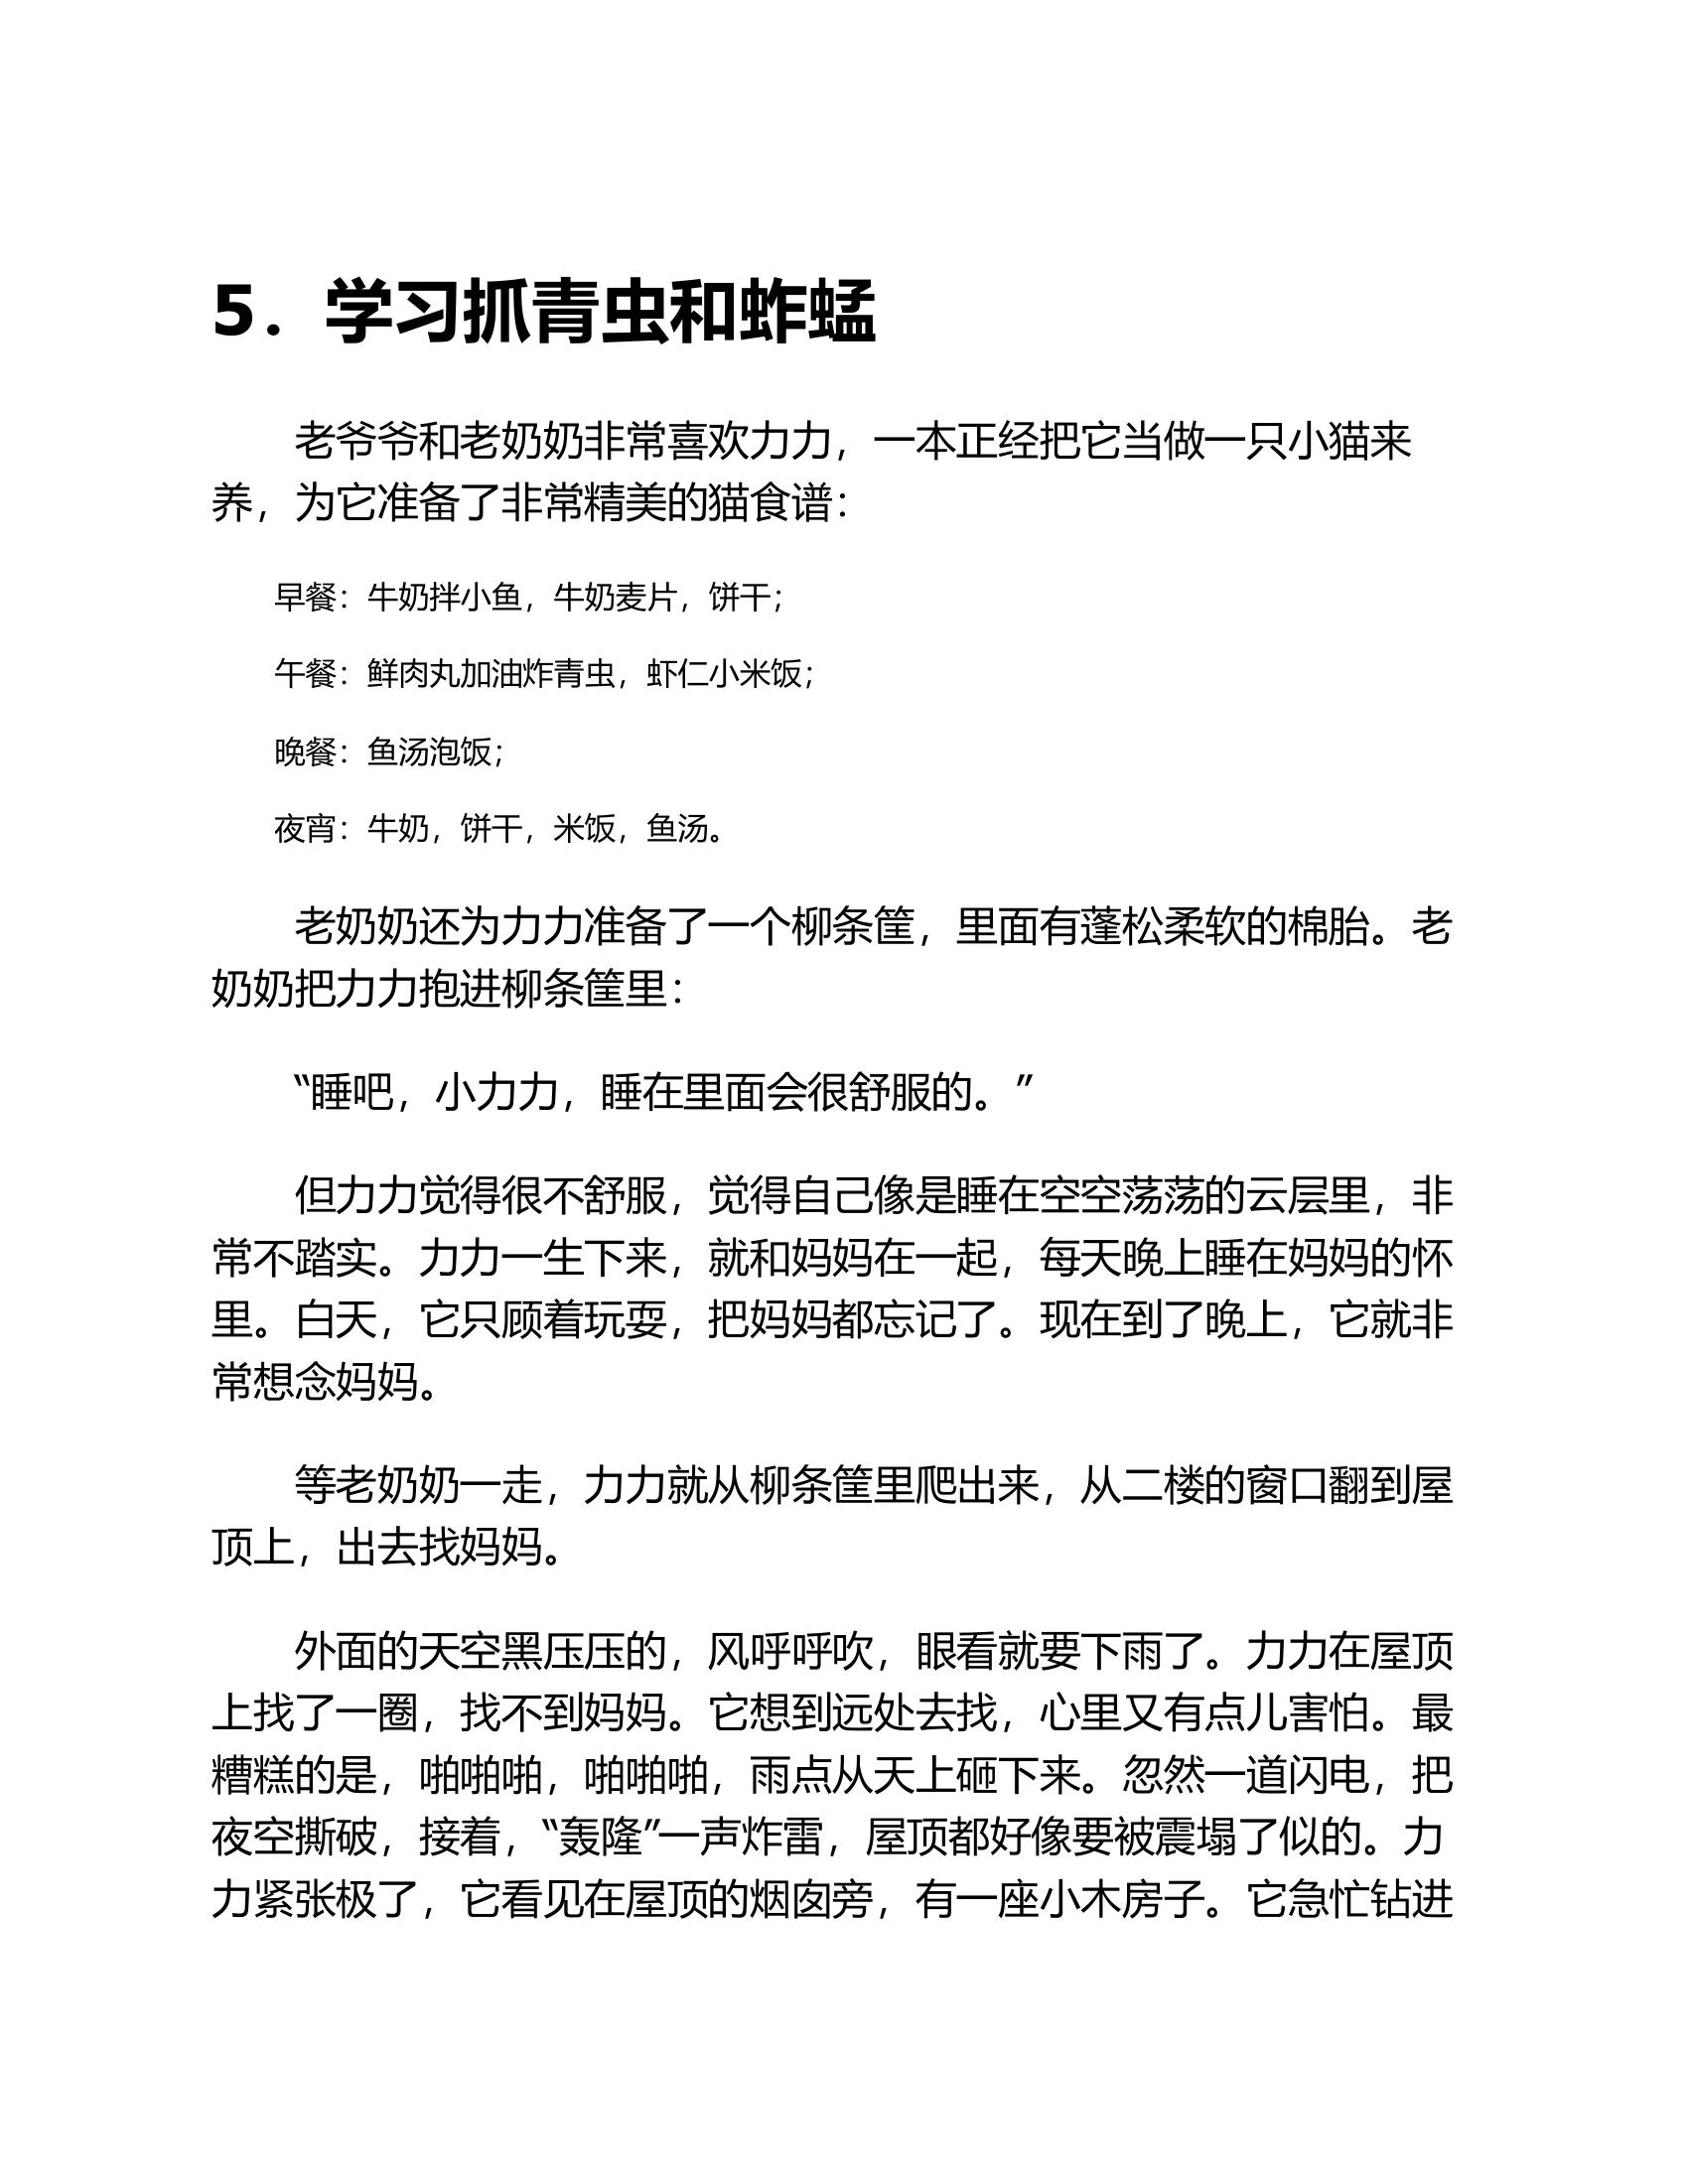 5．学习抓青虫和蚱蜢
老爷爷和老奶奶非常喜欢力力，一本正经把它当做一只小猫来
养，为它准备了非常精美的猫食谱：
早餐：牛奶拌小鱼，牛奶麦片，饼干；
午餐：鲜肉丸加油炸青虫，虾仁小米饭；
晚餐：鱼汤泡饭；
夜宵：牛奶，饼干，米饭，鱼汤。
老奶奶还为力力准备了一个柳条筐，里面有蓬松柔软的棉胎。老
奶奶把力力抱进柳条筐里：
“睡吧，小力力，睡在里面会很舒服的。”
但力力觉得很不舒服，觉得自己像是睡在空空荡荡的云层里，非
常不踏实。力力一生下来，就和妈妈在一起，每天晚上睡在妈妈的怀
里。白天，它只顾着玩耍，把妈妈都忘记了。现在到了晚上，它就非
常想念妈妈。
等老奶奶一走，力力就从柳条筐里爬出来，从二楼的窗口翻到屋
顶上，出去找妈妈。
外面的天空黑压压的，风呼呼吹，眼看就要下雨了。力力在屋顶
上找了一圈，找不到妈妈。它想到远处去找，心里又有点儿害怕。最
糟糕的是，啪啪啪，啪啪啪，雨点从天上砸下来。忽然一道闪电，把
夜空撕破，接着，“轰隆”一声炸雷，屋顶都好像要被震塌了似的。力
力紧张极了，它看见在屋顶的烟囱旁，有一座小木房子。它急忙钻进